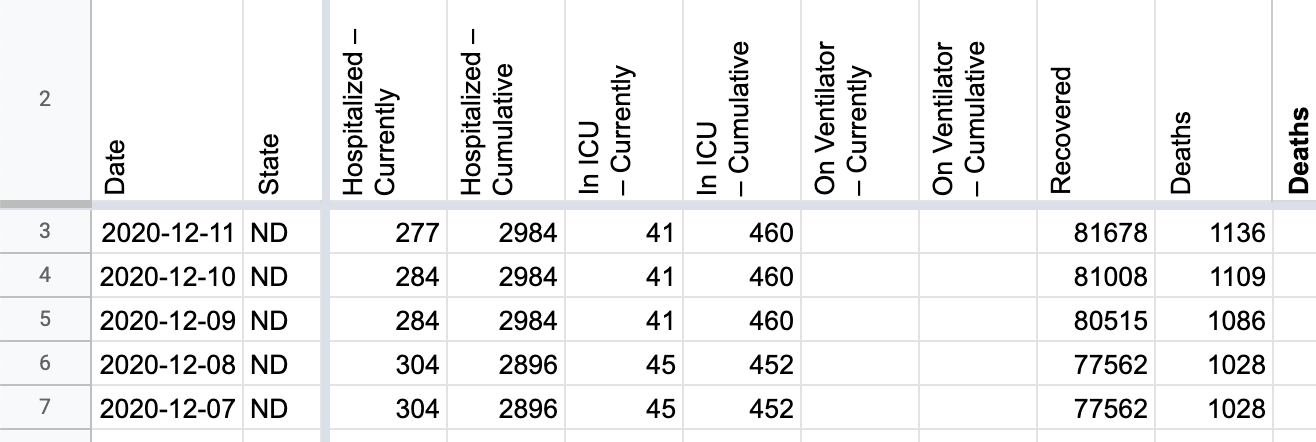 2 Date State Hospitalized – Currently Hospitalized – Cumulative In ICU – Currently In ICU – Cumulative On Ventilator – Currently On Ventilator – Cumulative Recovered Deaths Deaths
3 2020-12-11 ND 277 2984 41 460 81678 1136
4 2020-12-10 ND 284 2984 41 460 81008 1109
5 2020-12-09 ND 284 2984 41 460 80515 1086
6 2020-12-08 ND 304 2896 45 452 77562 1028
7 2020-12-07 ND 304 2896 45 452 77562 1028